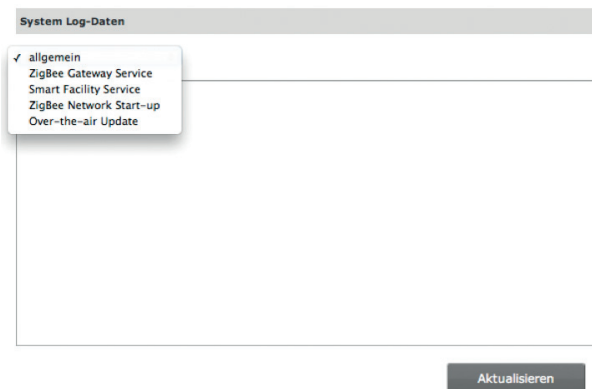 System Log-Daten
✓ allgemein
ZigBee Gateway Service
Smart Facility Service
ZigBee Network Start-up
Over-the-air Update
Aktualisieren